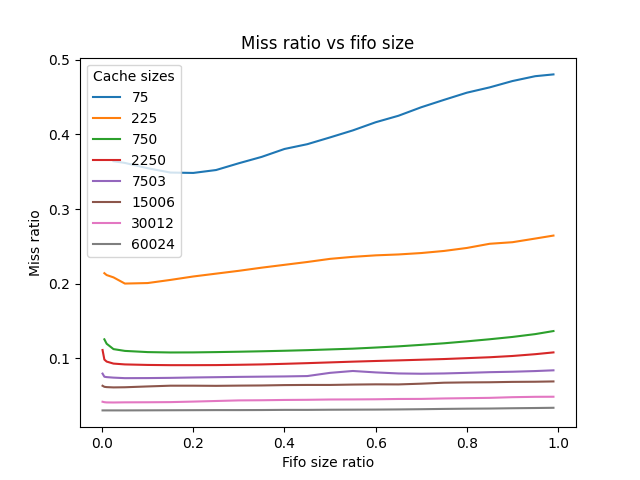 Miss ratio vs fifo size
Cache sizes
75
225
750
2250
7503
15006
30012
60024
0.5
0.4
0.3
0.2
0.1
Miss ratio
0.0 0.2 0.4 0.6 0.8 1.0
Fifo size ratio